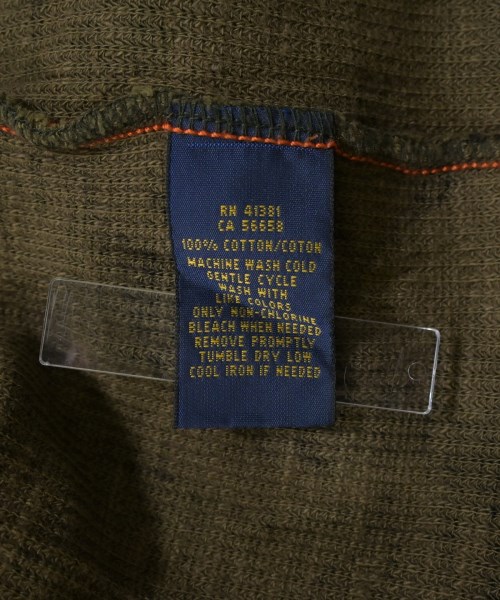 RN 41381
CA 56658
100% COTTON/COTON
MACHINE WASH COLD
GENTLE CYCLE
WASH WITH
LIKE COLORS
ONLY NON-CHLORINE
BLEACH WHEN NEEDED
REMOVE PROMPTLY
TUMBLE DRY LOW
COOL IRON IF NEEDED